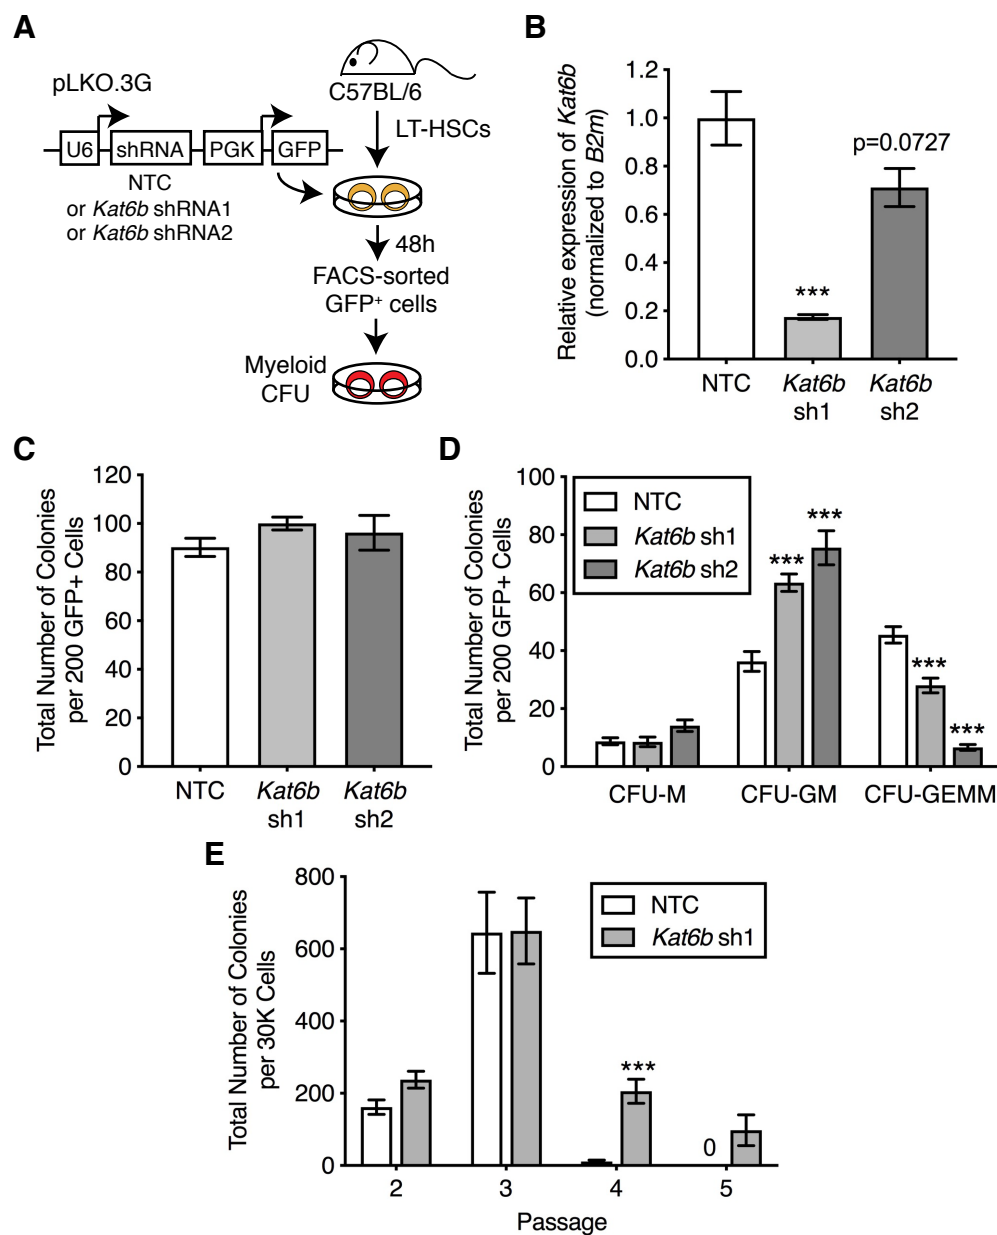 A
pLKO.3G
U6 shRNA PGK GFP
NTC
or Kat6b shRNA1
or Kat6b shRNA2
C57BL/6
LT-HSCs
48h
FACS-sorted
GFP+ cells
Myeloid
CFU
B
Relative expression of Kat6b
(normalized to B2m)
1.2
1.0
0.8
0.6
0.4
0.2
0.0
***
p=0.0727
NTC
Kat6b
sh1
Kat6b
sh2
C
Total Number of Colonies
per 200 GFP+ Cells
120
100
80
60
40
20
0
NTC
Kat6b
sh1
Kat6b
sh2
D
Total Number of Colonies
per 200 GFP+ Cells
100
80
60
40
20
0
NTC
Kat6b sh1
Kat6b sh2
***
***
***
***
CFU-M
CFU-GM
CFU-GEMM
E
Total Number of Colonies
per 30K Cells
800
600
400
200
0
NTC
Kat6b sh1
***
0
2
3
4
5
Passage